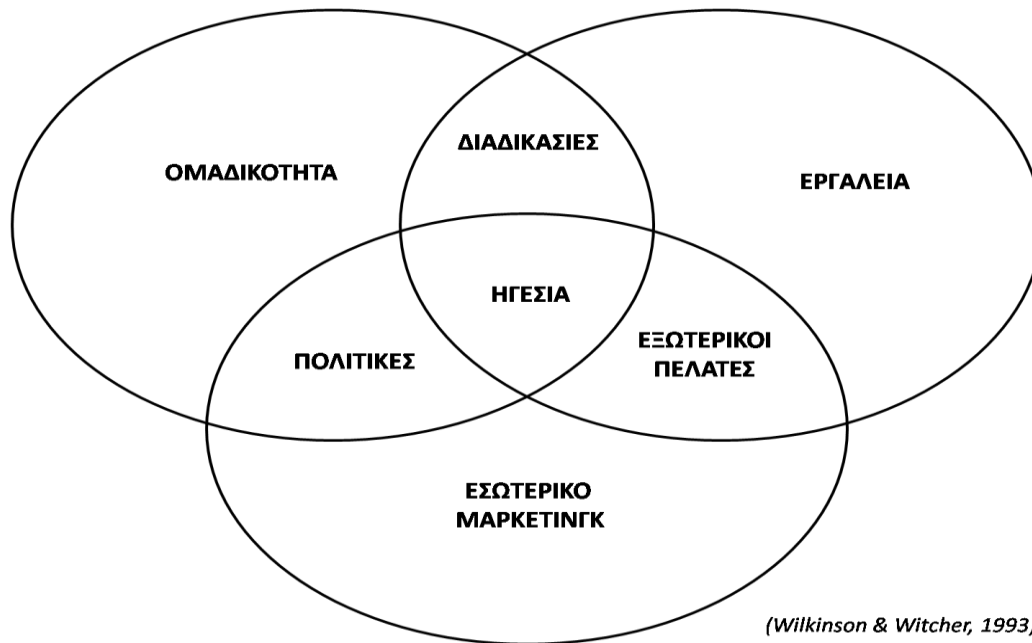 ΔΙΑΔΙΚΑΣΙΕΣ
ΟΜΑΔΙΚΟΤΗΤΑ
ΕΡΓΑΛΕΙΑ
ΗΓΕΣΙΑ
ΠΟΛΙΤΙΚΕΣ
ΕΞΩΤΕΡΙΚΟΙ
ΠΕΛΑΤΕΣ
ΕΣΩΤΕΡΙΚΟ
ΜΑΡΚΕΤΙΝΓΚ
(Wilkinson & Witcher, 1993)